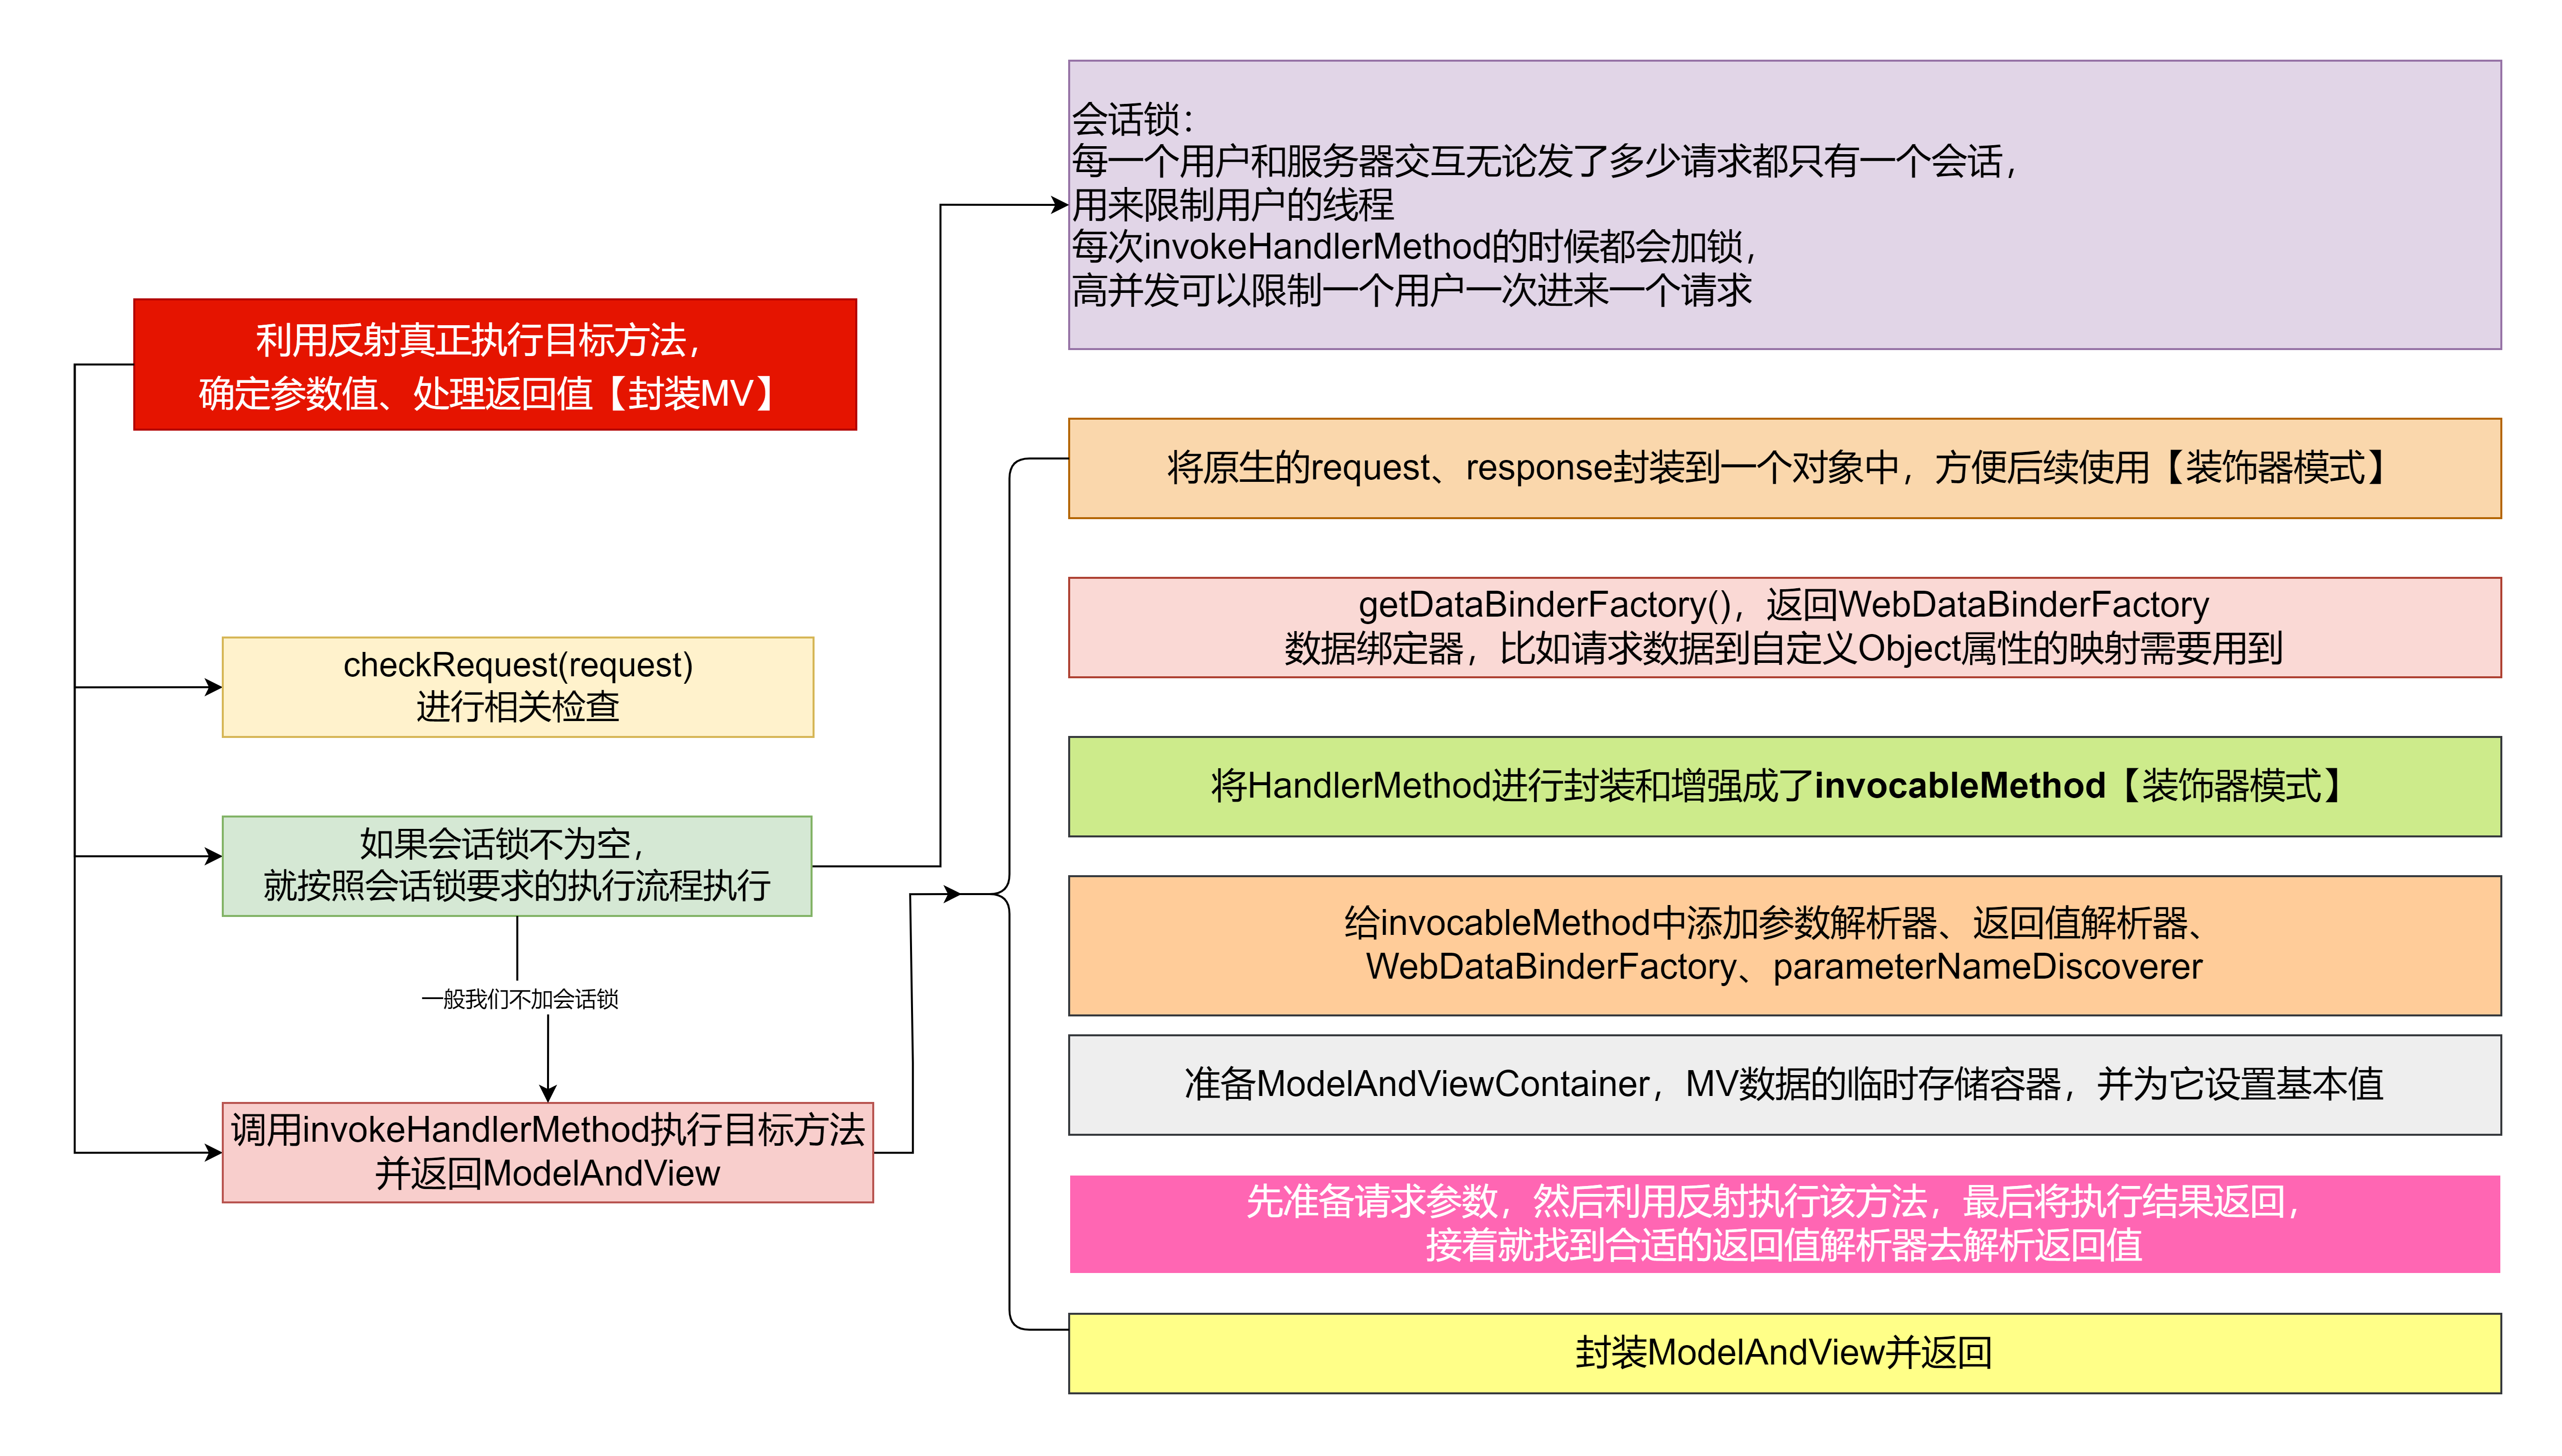 利用反射真正执行目标方法，
确定参数值、处理返回值【封装MV】
checkRequest(request)
进行相关检查
如果会话锁不为空，
就按照会话锁要求的执行流程执行
一般我们不加会话锁
调用invokeHandlerMethod执行目标方法
并返回ModelAndView
会话锁：
每一个用户和服务器交互无论发了多少请求都只有一个会话，
用来限制用户的线程
每次invokeHandlerMethod的时候都会加锁，
高并发可以限制一个用户一次进来一个请求
将原生的request、response封装到一个对象中，方便后续使用【装饰器模式】
getDataBinderFactory()，返回WebDataBinderFactory
数据绑定器，比如请求数据到自定义Object属性的映射需要用到
将HandlerMethod进行封装和增强成了invocableMethod【装饰器模式】
给invocableMethod中添加参数解析器、返回值解析器、
WebDataBinderFactory、parameterNameDiscoverer
准备ModelAndViewContainer，MV数据的临时存储容器，并为它设置基本值
先准备请求参数，然后利用反射执行该方法，最后将执行结果返回，
接着就找到合适的返回值解析器去解析返回值
封装ModelAndView并返回